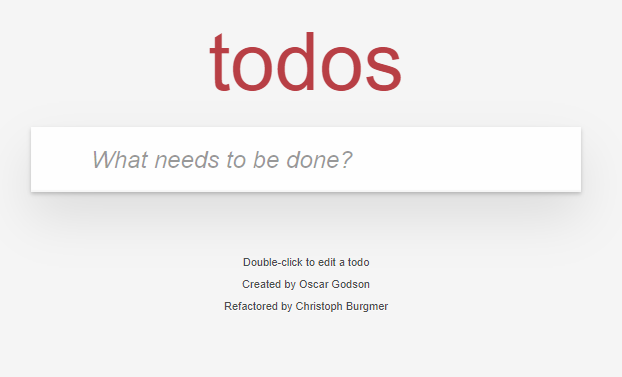 todos
What needs to be done?
Double-click to edit a todo
Created by Oscar Godson
Refactored by Christoph Burgmer